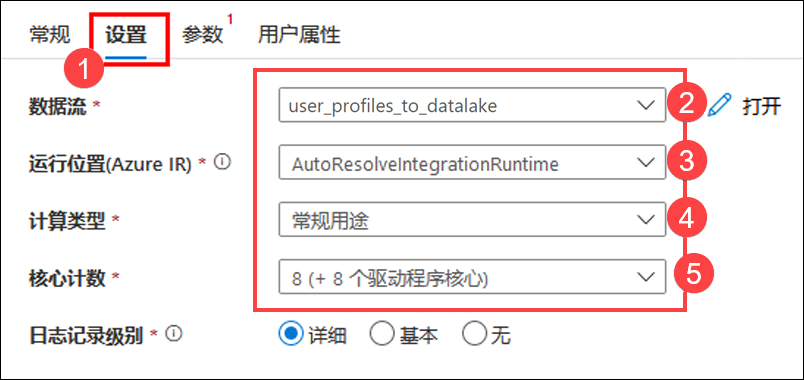 常规 设置 参数 1 用户属性
1
数据流 * user_profiles_to_datalake 2 打开
运行位置(Azure IR) * AutoResolveIntegrationRuntime 3
计算类型 * 常规用途 4
核心计数 * 8 (+ 8 个驱动程序核心) 5
日志记录级别 * 详细 基本 无